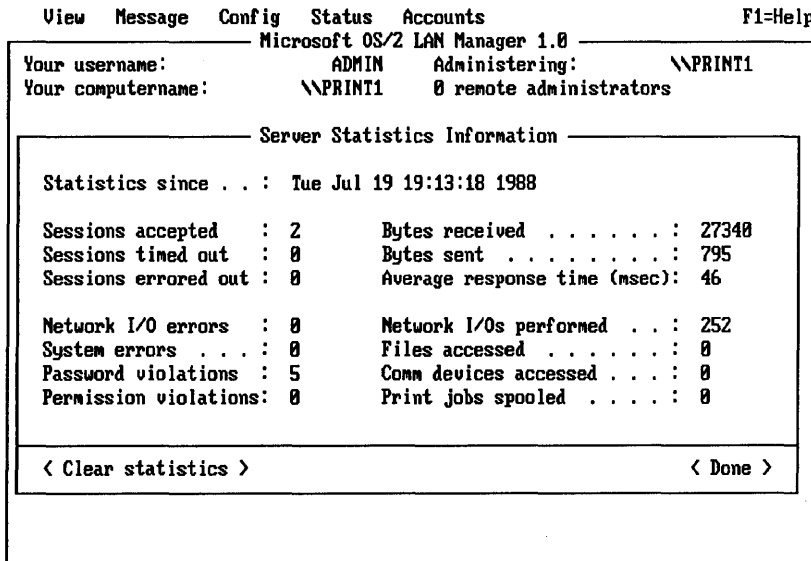 View Message Config Status Accounts F1=Help
Microsoft OS/2 LAN Manager 1.0
Your username: ADMIN Administering: \\PRINT1
Your computername: \\PRINT1 0 remote administrators
Server Statistics Information
Statistics since . . : Tue Jul 19 19:13:18 1988
Sessions accepted : 2 Bytes received . . . . . . : 27340
Sessions timed out : 0 Bytes sent . . . . . . . . : 795
Sessions errored out : 0 Average response time (msec): 46
Network I/O errors : 0 Network I/Os performed . . : 252
System errors . . . : 0 Files accessed . . . . . . : 0
Password violations : 5 Comm devices accessed . . . : 0
Permission violations: 0 Print jobs spooled . . . . : 0
< Clear statistics > < Done >